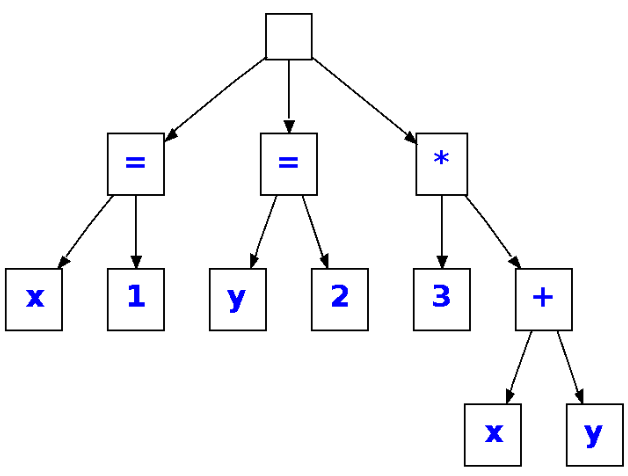 = = *
x 1 y 2 3 +
x y